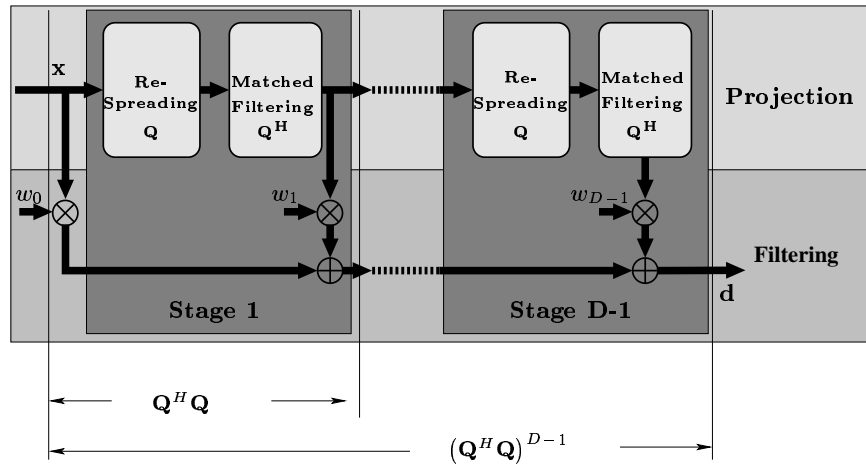 x
Re-
Spreading
Q
Matched
Filtering
Q^H
Re-
Spreading
Q
Matched
Filtering
Q^H
Projection
w_0
w_1
w_{D-1}
Filtering
d
Stage 1
Stage D-1
Q^H Q
(Q^H Q)^{D-1}